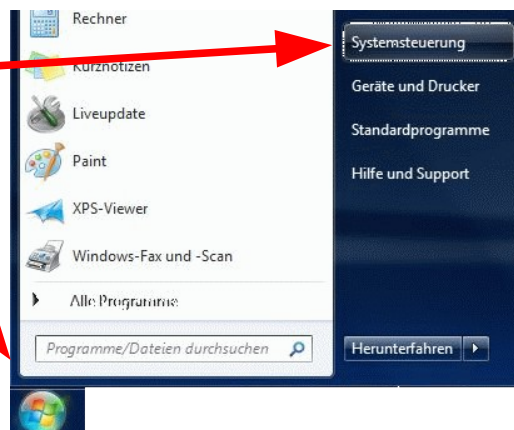 Rechner
Kurznotizen
Liveupdate
Paint
XPS-Viewer
Windows-Fax und -Scan
Alle Programme
Programme/Dateien durchsuchen
Systemsteuerung
Geräte und Drucker
Standardprogramme
Hilfe und Support
Herunterfahren